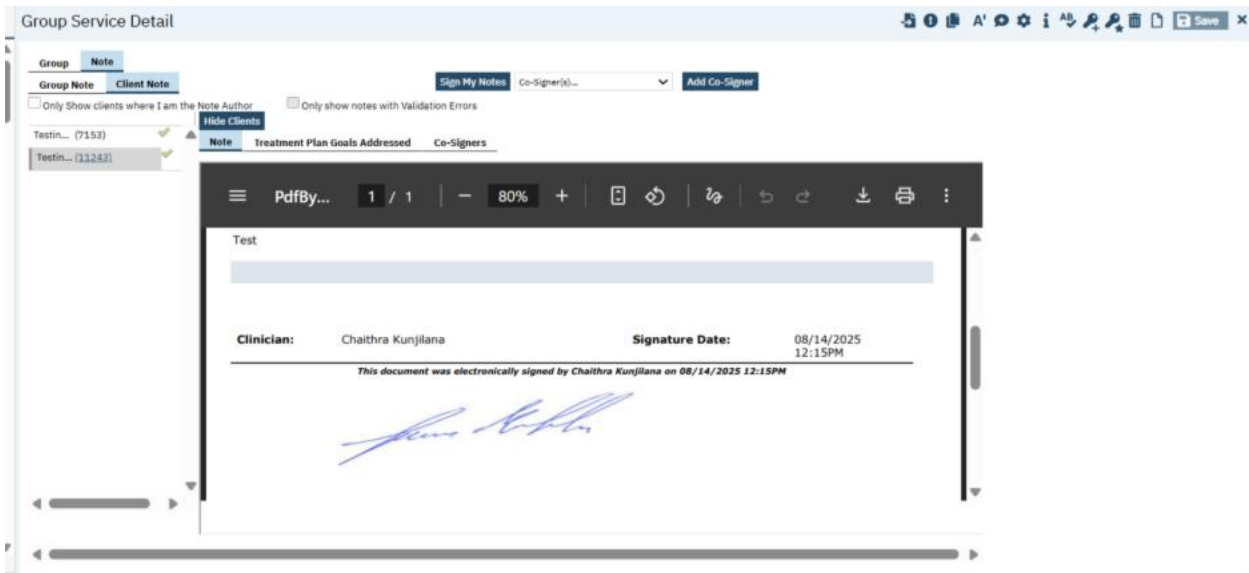 Group Service Detail
A' i AB Save ×
Group Note
Group Note Client Note
Sign My Notes Co-Signer(s)... Add Co-Signer
Only Show clients where I am the Note Author Only show notes with Validation Errors
Hide Clients
Testin... (7153)
Testin... (11243)
Note Treatment Plan Goals Addressed Co-Signers
PdfBy... 1 / 1 − 80% +
Test
Clinician: Chaithra Kunjilana Signature Date: 08/14/2025
12:15PM
This document was electronically signed by Chaithra Kunjilana on 08/14/2025 12:15PM